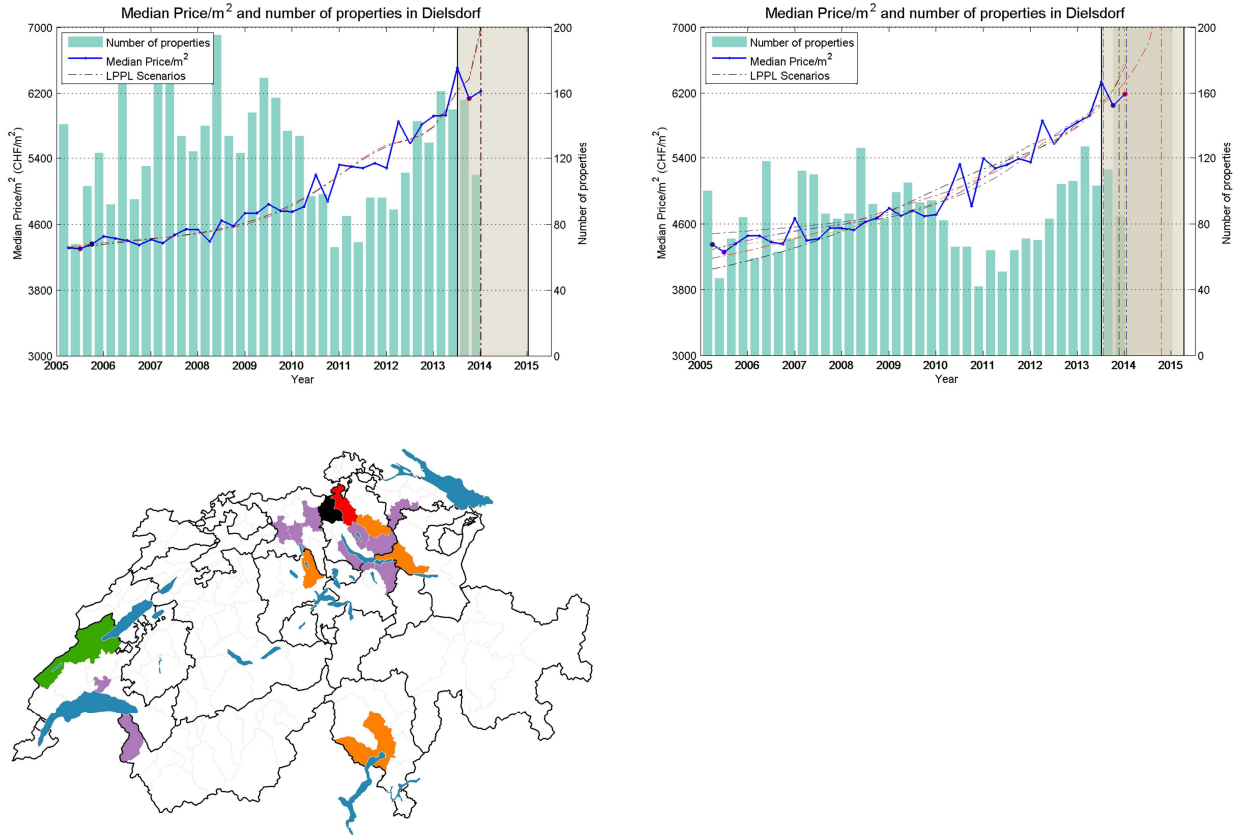 Median Price/m2 and number of properties in Dielsdorf
Number of properties
Median Price/m2
LPPL Scenarios
Median Price/m2 (CHF/m2)
7000
6200
5400
4600
3800
3000
200
160
120
80
40
0
Number of properties
2005 2006 2007 2008 2009 2010 2011 2012 2013 2014 2015
Year
Median Price/m2 and number of properties in Dielsdorf
Number of properties
Median Price/m2
LPPL Scenarios
Median Price/m2 (CHF/m2)
7000
6200
5400
4600
3800
3000
200
160
120
80
40
0
Number of properties
2005 2006 2007 2008 2009 2010 2011 2012 2013 2014 2015
Year